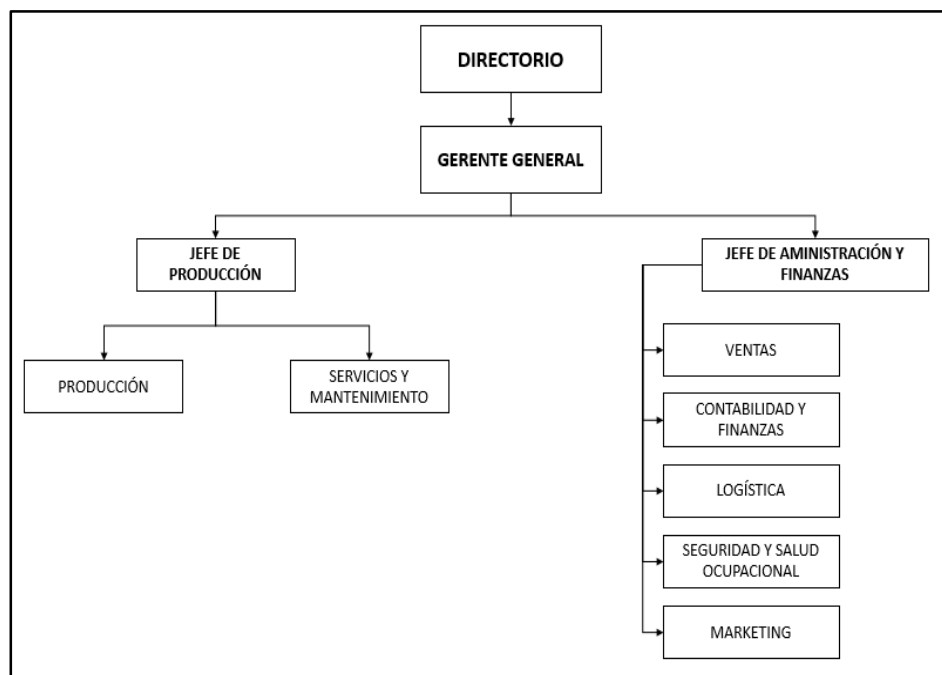 DIRECTORIO
GERENTE GENERAL
JEFE DE
PRODUCCIÓN
JEFE DE AMINISTRACIÓN Y
FINANZAS
PRODUCCIÓN
SERVICIOS Y
MANTENIMIENTO
VENTAS
CONTABILIDAD Y
FINANZAS
LOGÍSTICA
SEGURIDAD Y SALUD
OCUPACIONAL
MARKETING